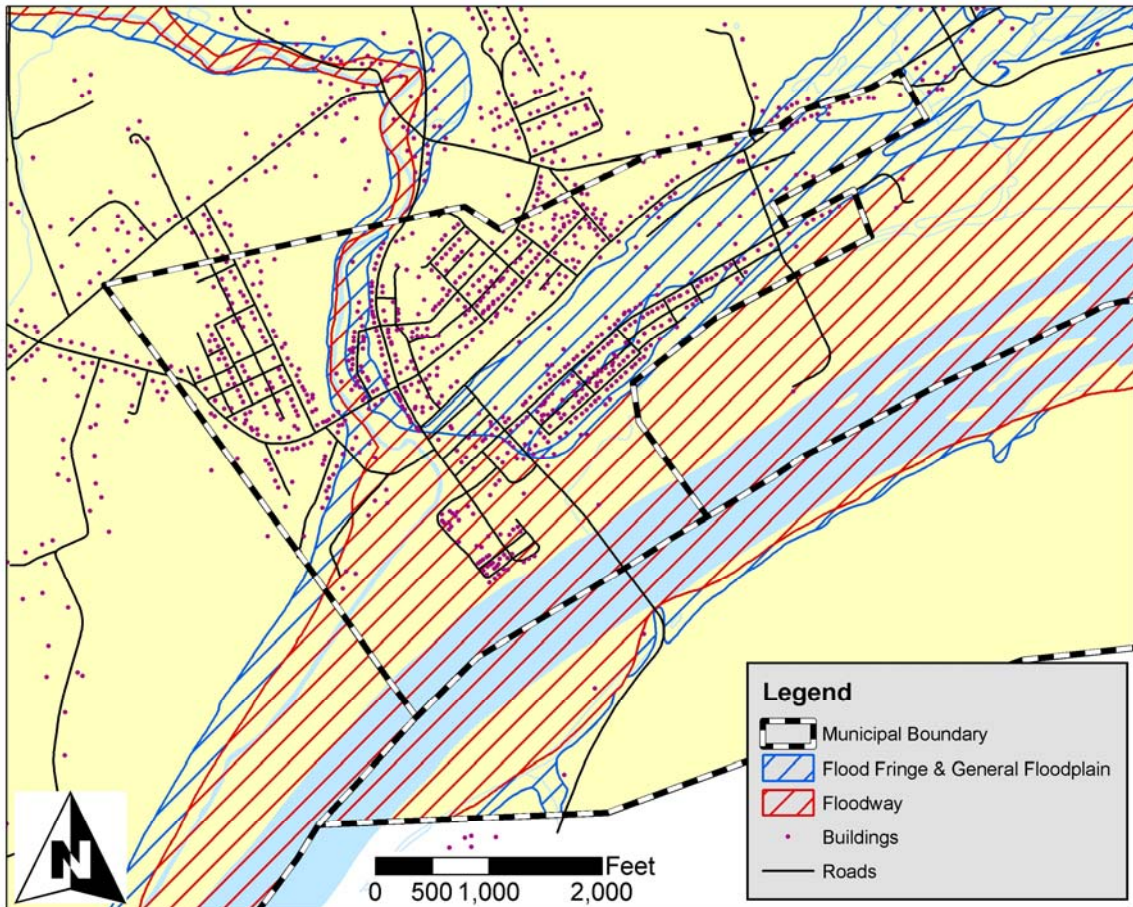 Legend
Municipal Boundary
Flood Fringe & General Floodplain
Floodway
Buildings
Roads
N
Feet
0 500 1,000 2,000